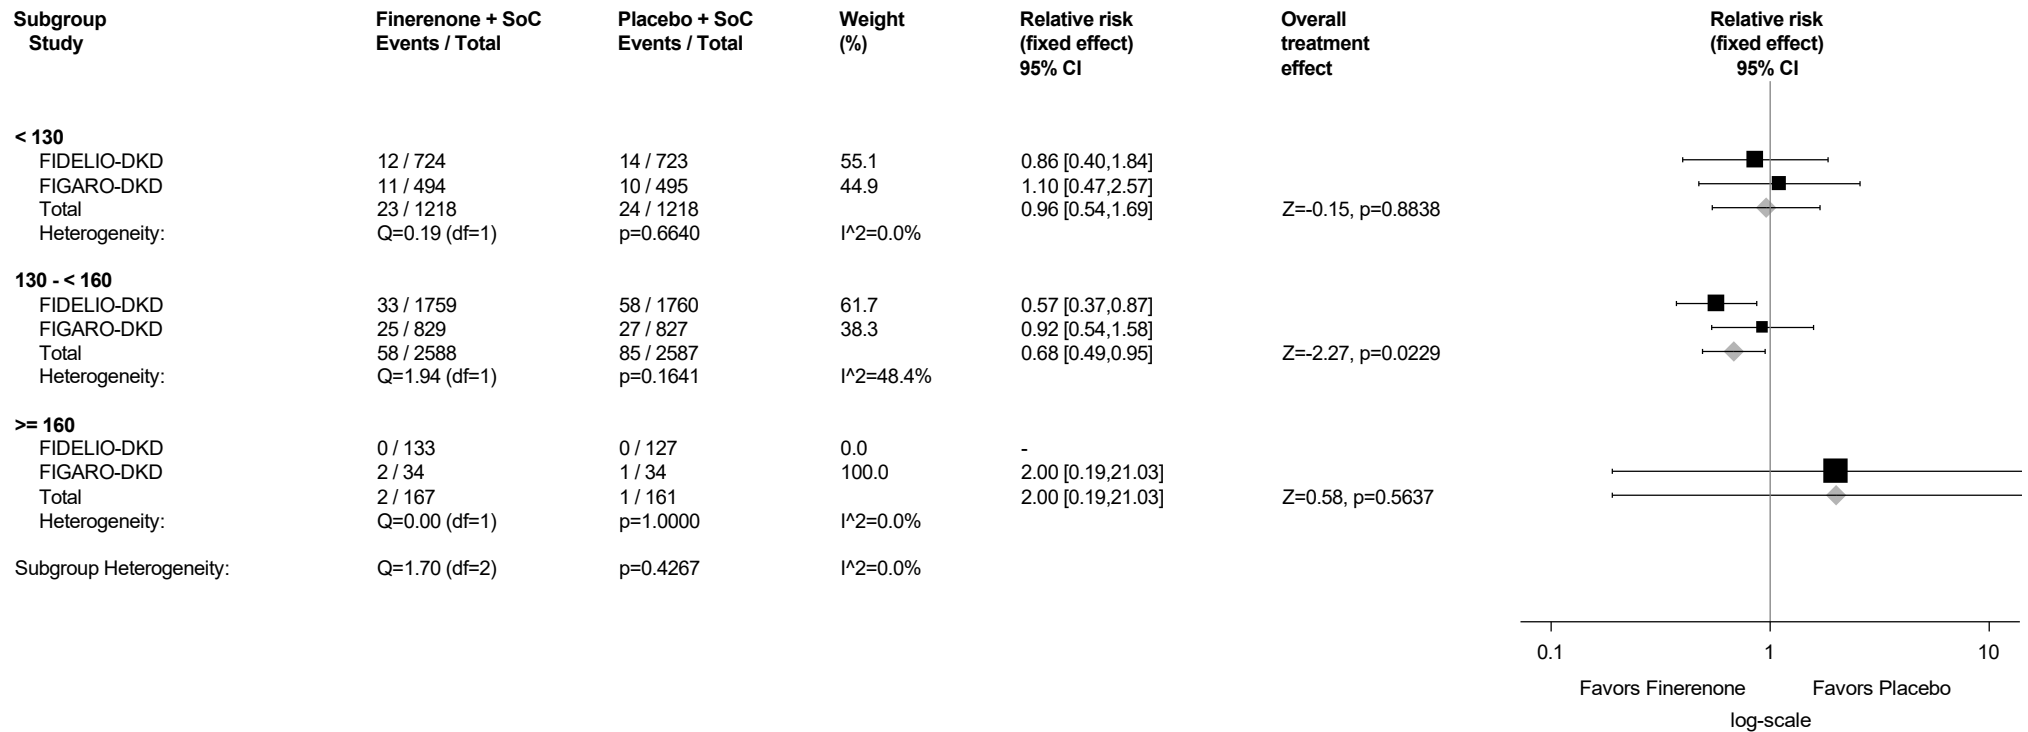 Subgroup Finerenone + SoC Placebo + SoC Weight Relative risk Overall Relative risk
Study Events / Total Events / Total (%) (fixed effect) treatment (fixed effect)
95% CI effect 95% CI
< 130
FIDELIO-DKD 12 / 724 14 / 723 55.1 0.86 [0.40,1.84]
FIGARO-DKD 11 / 494 10 / 495 44.9 1.10 [0.47,2.57]
Total 23 / 1218 24 / 1218 0.96 [0.54,1.69] Z=-0.15, p=0.8838
Heterogeneity: Q=0.19 (df=1) p=0.6640 I^2=0.0%
130 - < 160
FIDELIO-DKD 33 / 1759 58 / 1760 61.7 0.57 [0.37,0.87]
FIGARO-DKD 25 / 829 27 / 827 38.3 0.92 [0.54,1.58]
Total 58 / 2588 85 / 2587 0.68 [0.49,0.95] Z=-2.27, p=0.0229
Heterogeneity: Q=1.94 (df=1) p=0.1641 I^2=48.4%
>= 160
FIDELIO-DKD 0 / 133 0 / 127 0.0 -
FIGARO-DKD 2 / 34 1 / 34 100.0 2.00 [0.19,21.03]
Total 2 / 167 1 / 161 2.00 [0.19,21.03] Z=0.58, p=0.5637
Heterogeneity: Q=0.00 (df=1) p=1.0000 I^2=0.0%
Subgroup Heterogeneity: Q=1.70 (df=2) p=0.4267 I^2=0.0%
0.1 1 10
Favors Finerenone Favors Placebo
log-scale